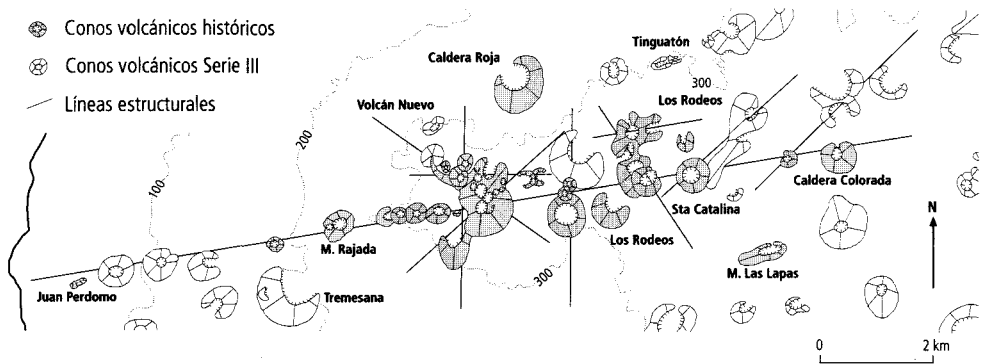 Conos volcánicos históricos
Conos volcánicos Serie III
Líneas estructurales
Caldera Roja
Tinguatón
300
Los Rodeos
Volcán Nuevo
200
100
Caldera Colorada
Sta Catalina
N
M. Rajada
Los Rodeos
300
M. Las Lapas
Juan Perdomo
Tremesana
0
2 km